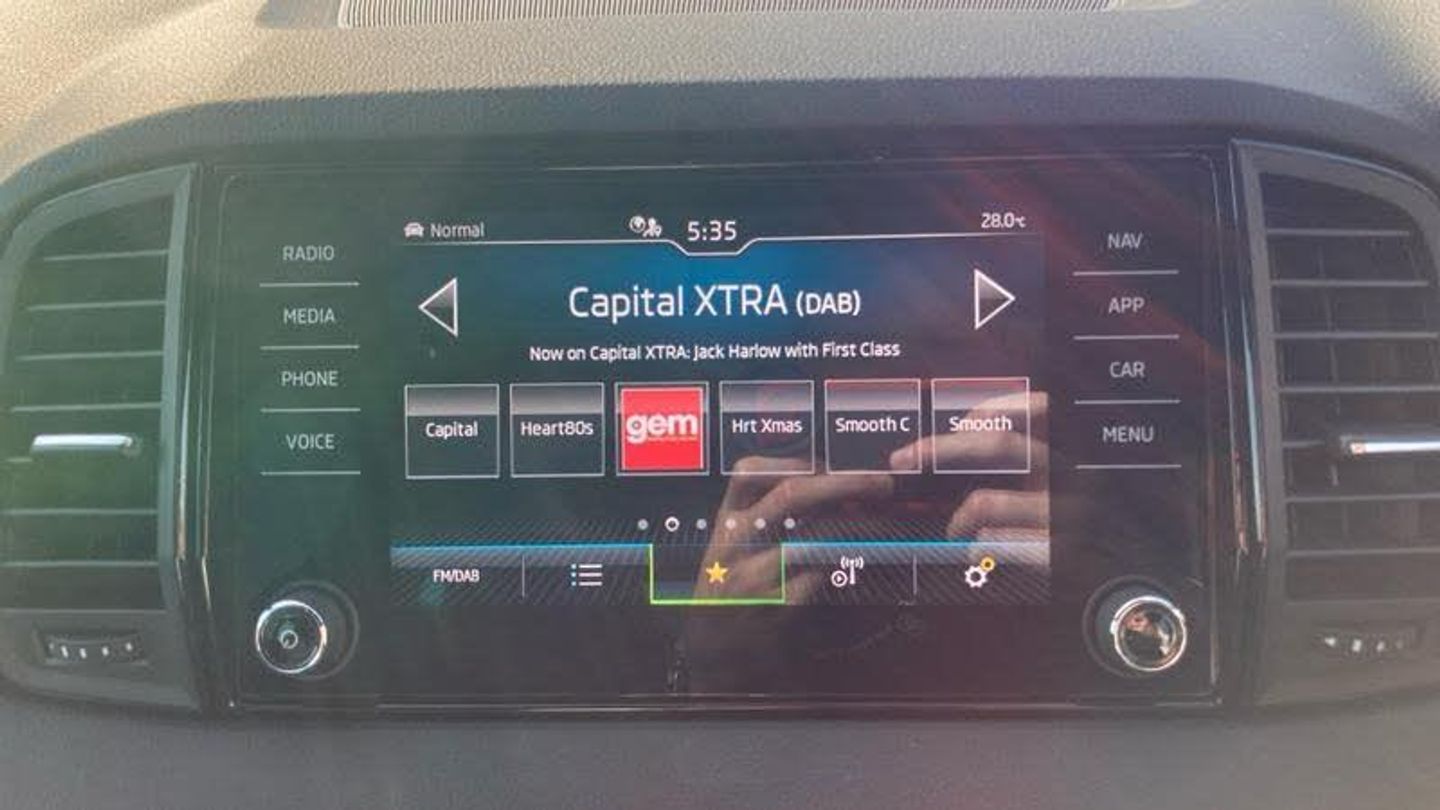 Normal
5:35
28.0℃
RADIO
MEDIA
PHONE
VOICE
Capital XTRA (DAB)
Now on Capital XTRA: Jack Harlow with First Class
Capital
Heart80s
gem
Hrt Xmas
Smooth C
Smooth
FM/DAB
NAV
APP
CAR
MENU